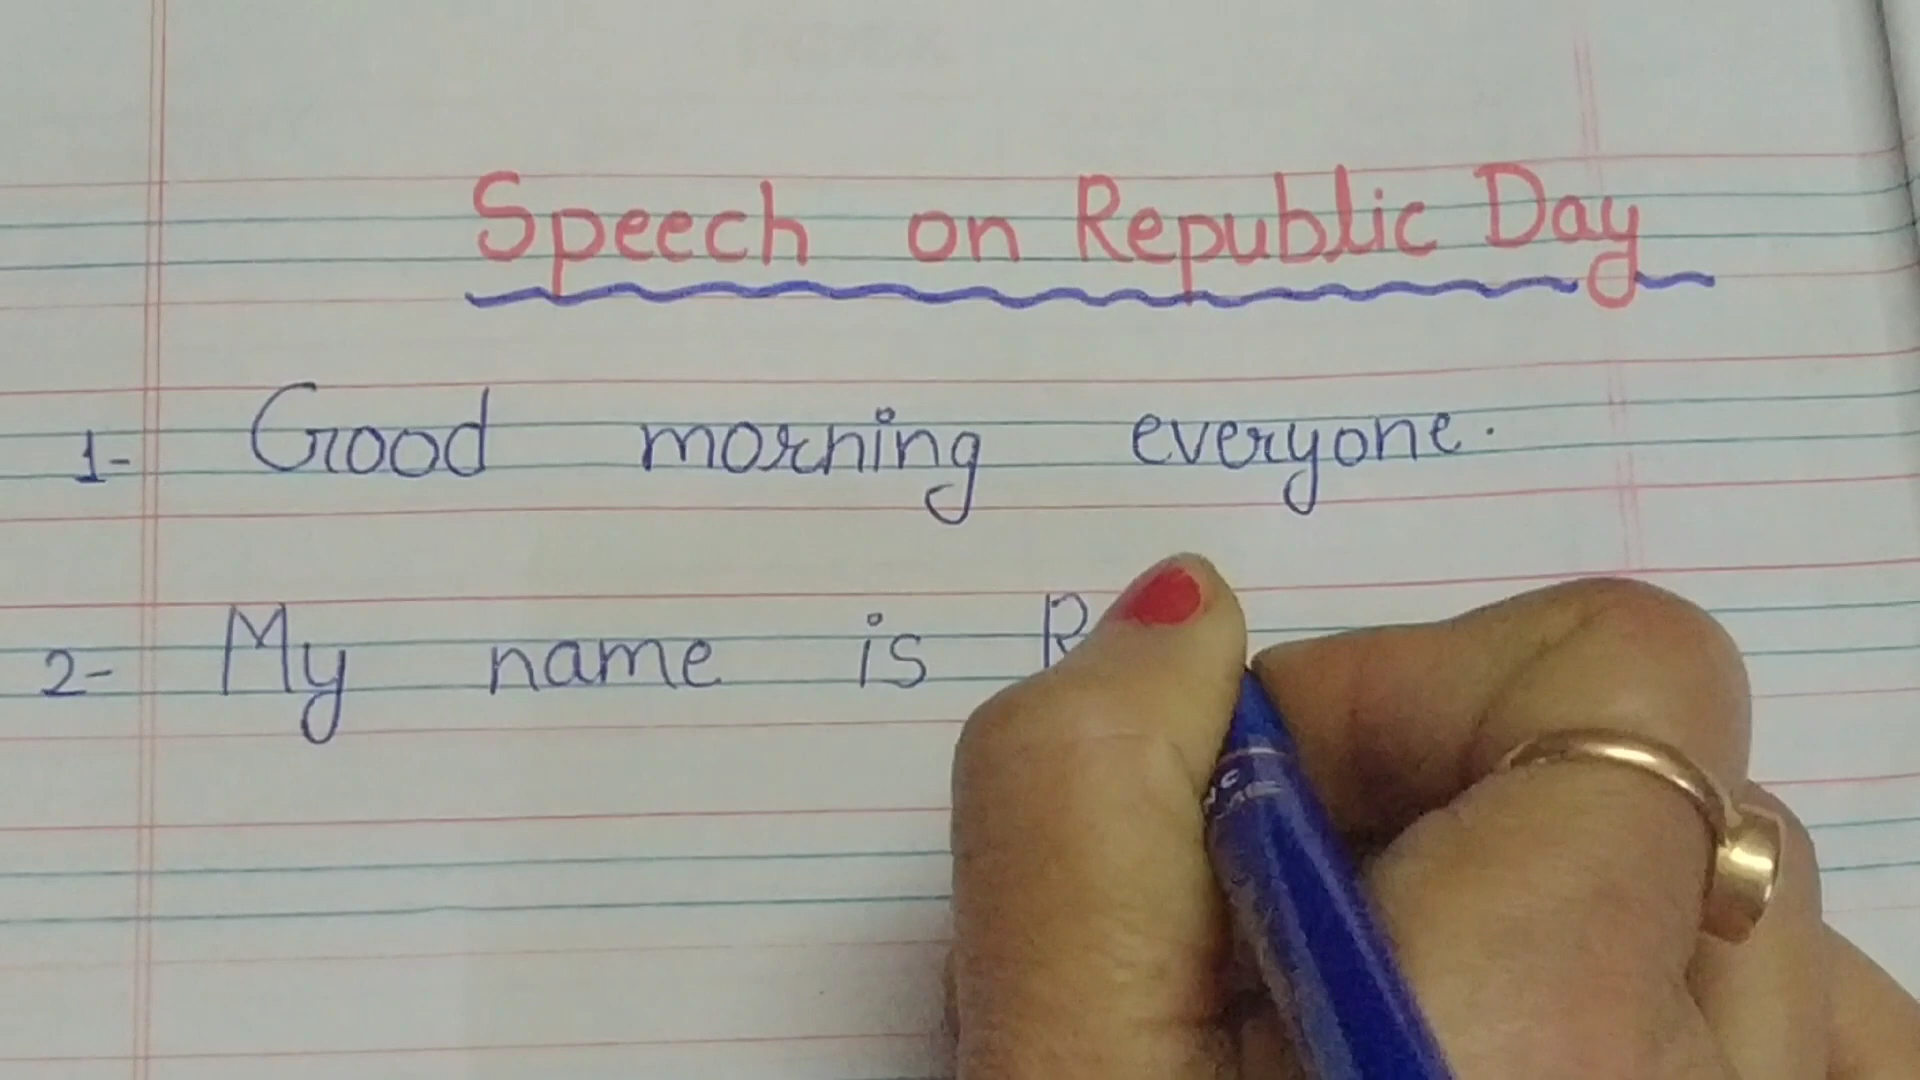 Speech on Republic Day
1- Good morning everyone.
2- My name is R